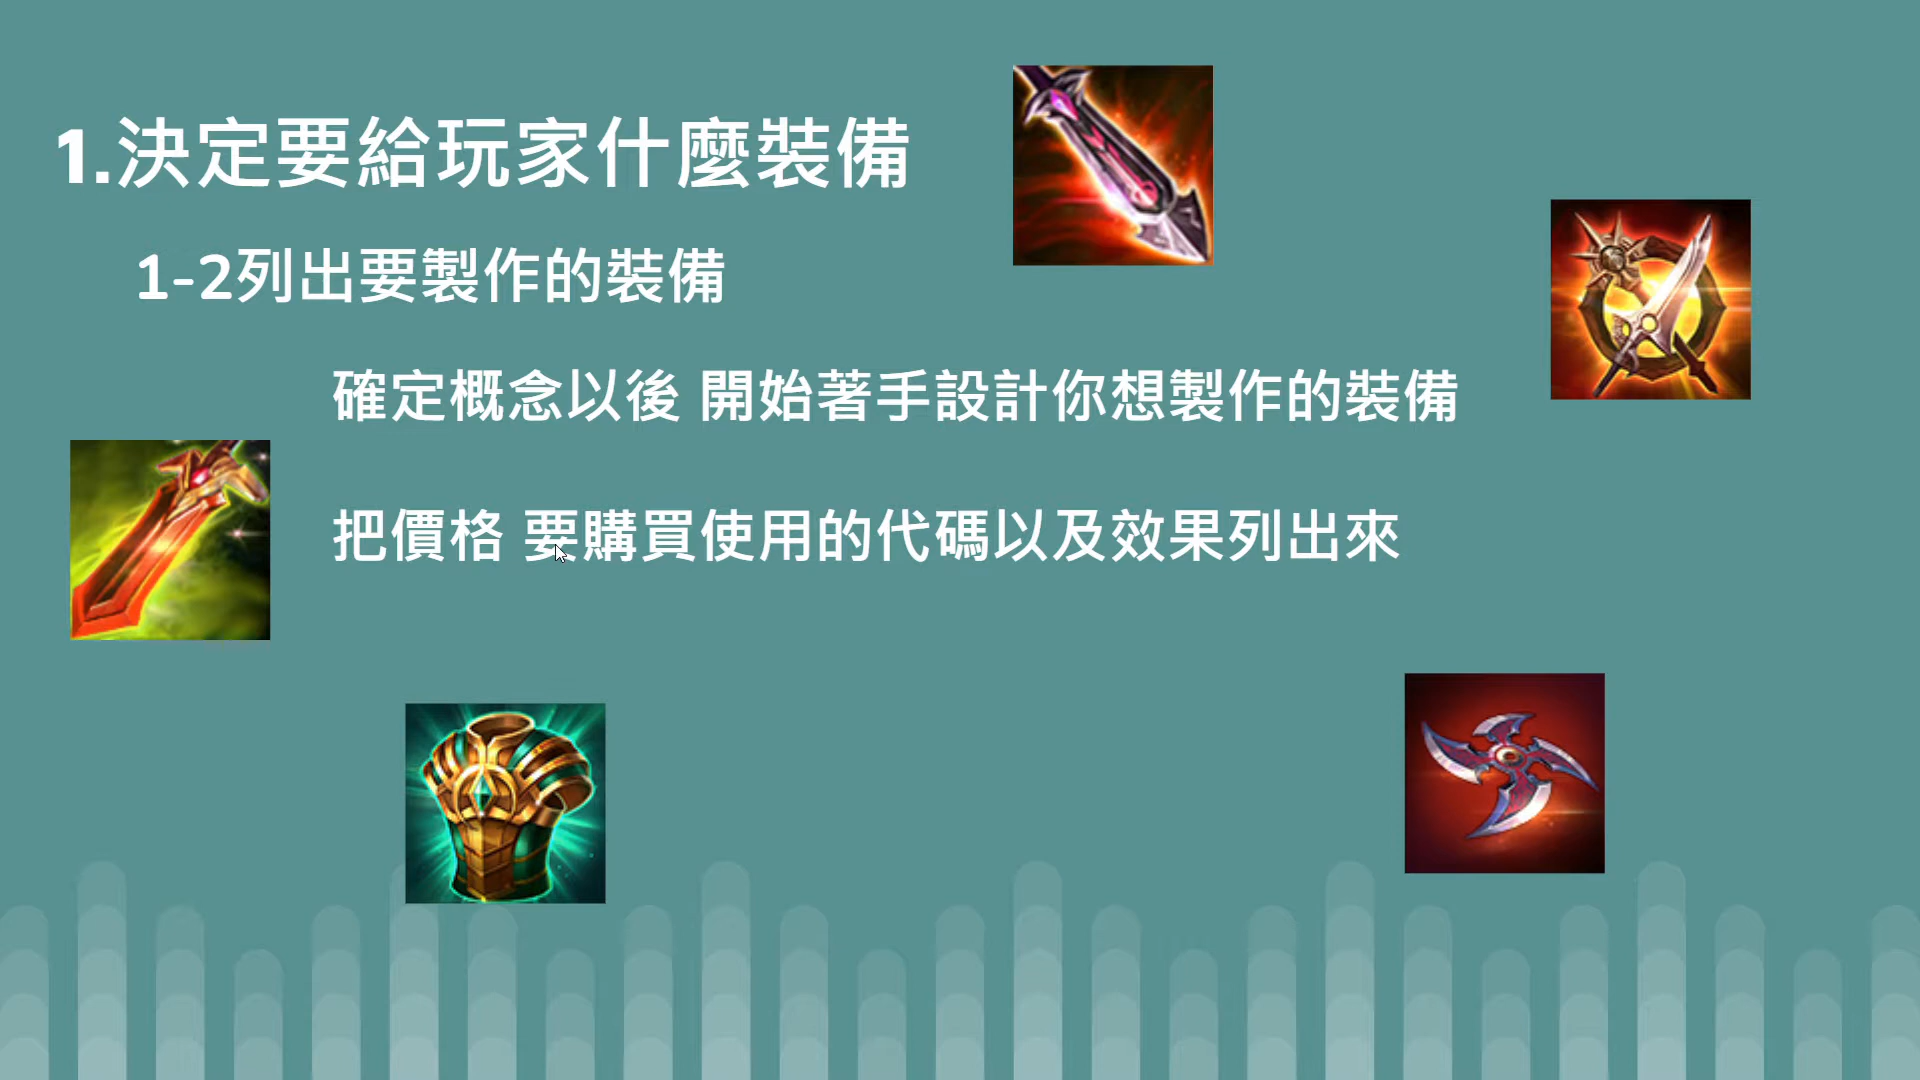 1.決定要給玩家什麼裝備
1-2列出要製作的裝備
確定概念以後 開始著手設計你想製作的裝備
把價格 要購買使用的代碼以及效果列出來